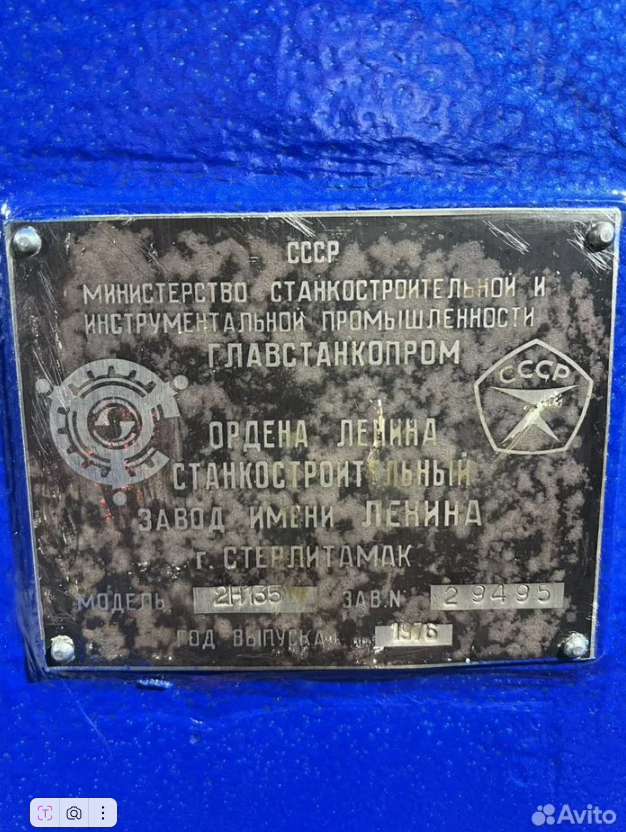 СССР
МИНИСТЕРСТВО СТАНКОСТРОИТЕЛЬНОЙ И
ИНСТРУМЕНТАЛЬНОЙ ПРОМЫШЛЕННОСТИ
ГЛАВСТАНКОПРОМ
СССР
ОРДЕНА ЛЕНИНА
СТАНКОСТРОИТЕЛЬНЫЙ
ЗАВОД ИМЕНИ ЛЕНИНА
г. СТЕРЛИТАМАК
МОДЕЛЬ 2Н135 ЗАВ.N 29495
ГОД ВЫПУСКА 1976
Avito